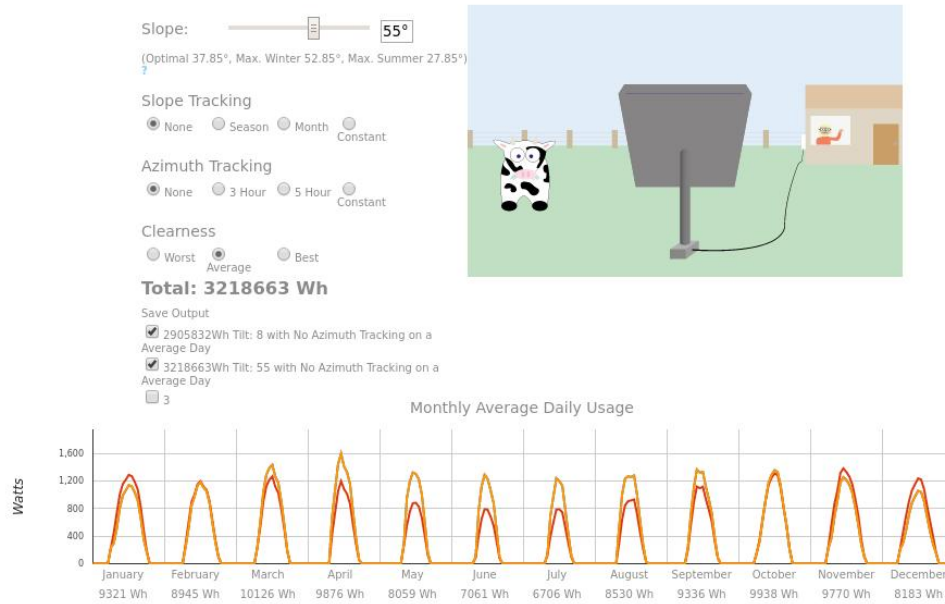 Slope:
55°
(Optimal 37.85°, Max. Winter 52.85°, Max. Summer 27.85°)
?
Slope Tracking
None Season Month Constant
Azimuth Tracking
None 3 Hour 5 Hour Constant
Clearness
Worst Average Best
Total: 3218663 Wh
Save Output
2905832Wh Tilt: 8 with No Azimuth Tracking on a
Average Day
3218663Wh Tilt: 55 with No Azimuth Tracking on a
Average Day
3
Monthly Average Daily Usage
Watts
1,600
1,200
800
400
0
January February March April May June July August September October November December
9321 Wh 8945 Wh 10126 Wh 9876 Wh 8059 Wh 7061 Wh 6706 Wh 8530 Wh 9336 Wh 9938 Wh 9770 Wh 8183 Wh